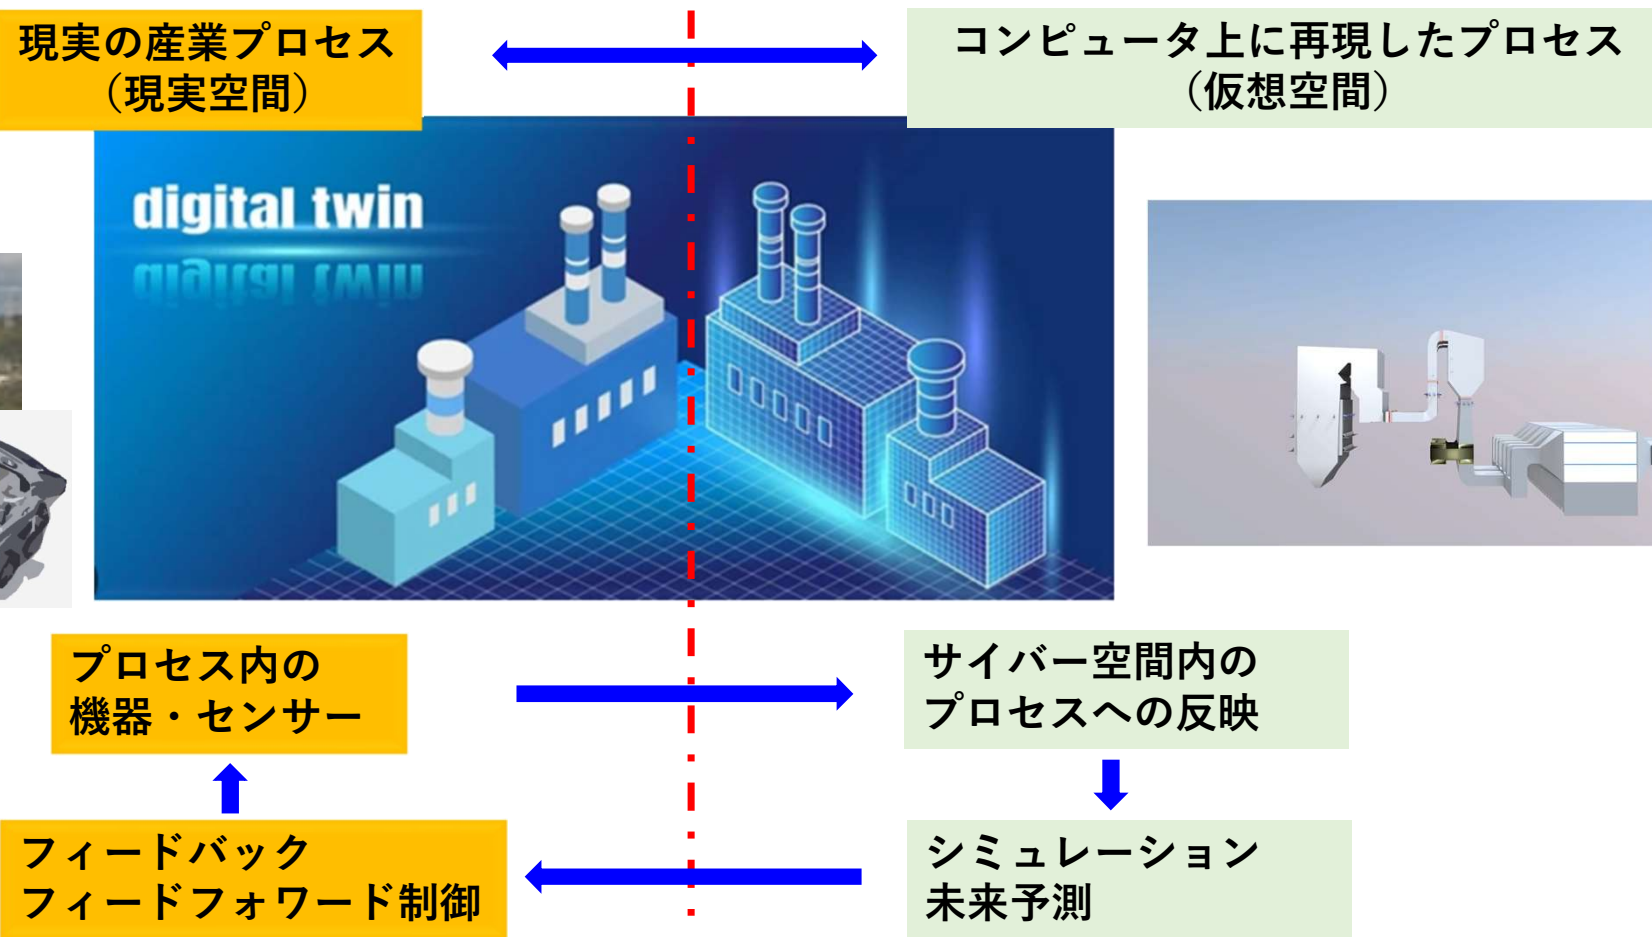 現実の産業プロセス
（現実空間）
コンピュータ上に再現したプロセス
（仮想空間）
digital twin
プロセス内の
機器・センサー
サイバー空間内の
プロセスへの反映
フィードバック
フィードフォワード制御
シミュレーション
未来予測